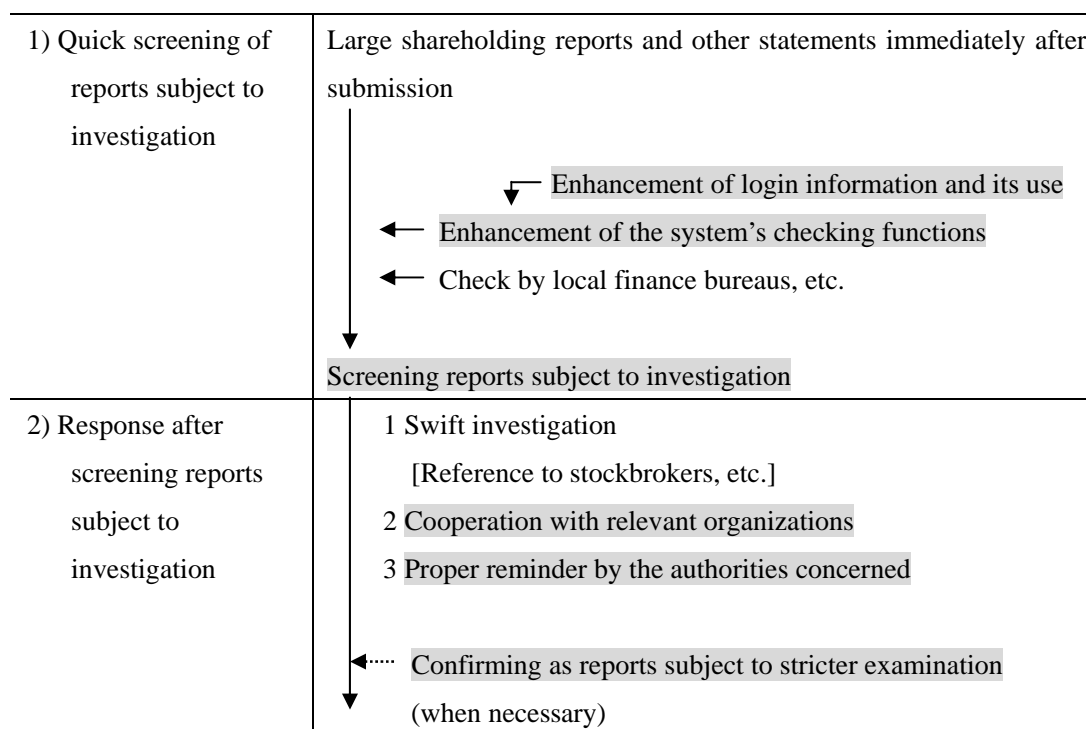 1) Quick screening of
reports subject to
investigation
Large shareholding reports and other statements immediately after
submission
Enhancement of login information and its use
Enhancement of the system's checking functions
Check by local finance bureaus, etc.
Screening reports subject to investigation
2) Response after
screening reports
subject to
investigation
1 Swift investigation
[Reference to stockbrokers, etc.]
2 Cooperation with relevant organizations
3 Proper reminder by the authorities concerned
Confirming as reports subject to stricter examination
(when necessary)